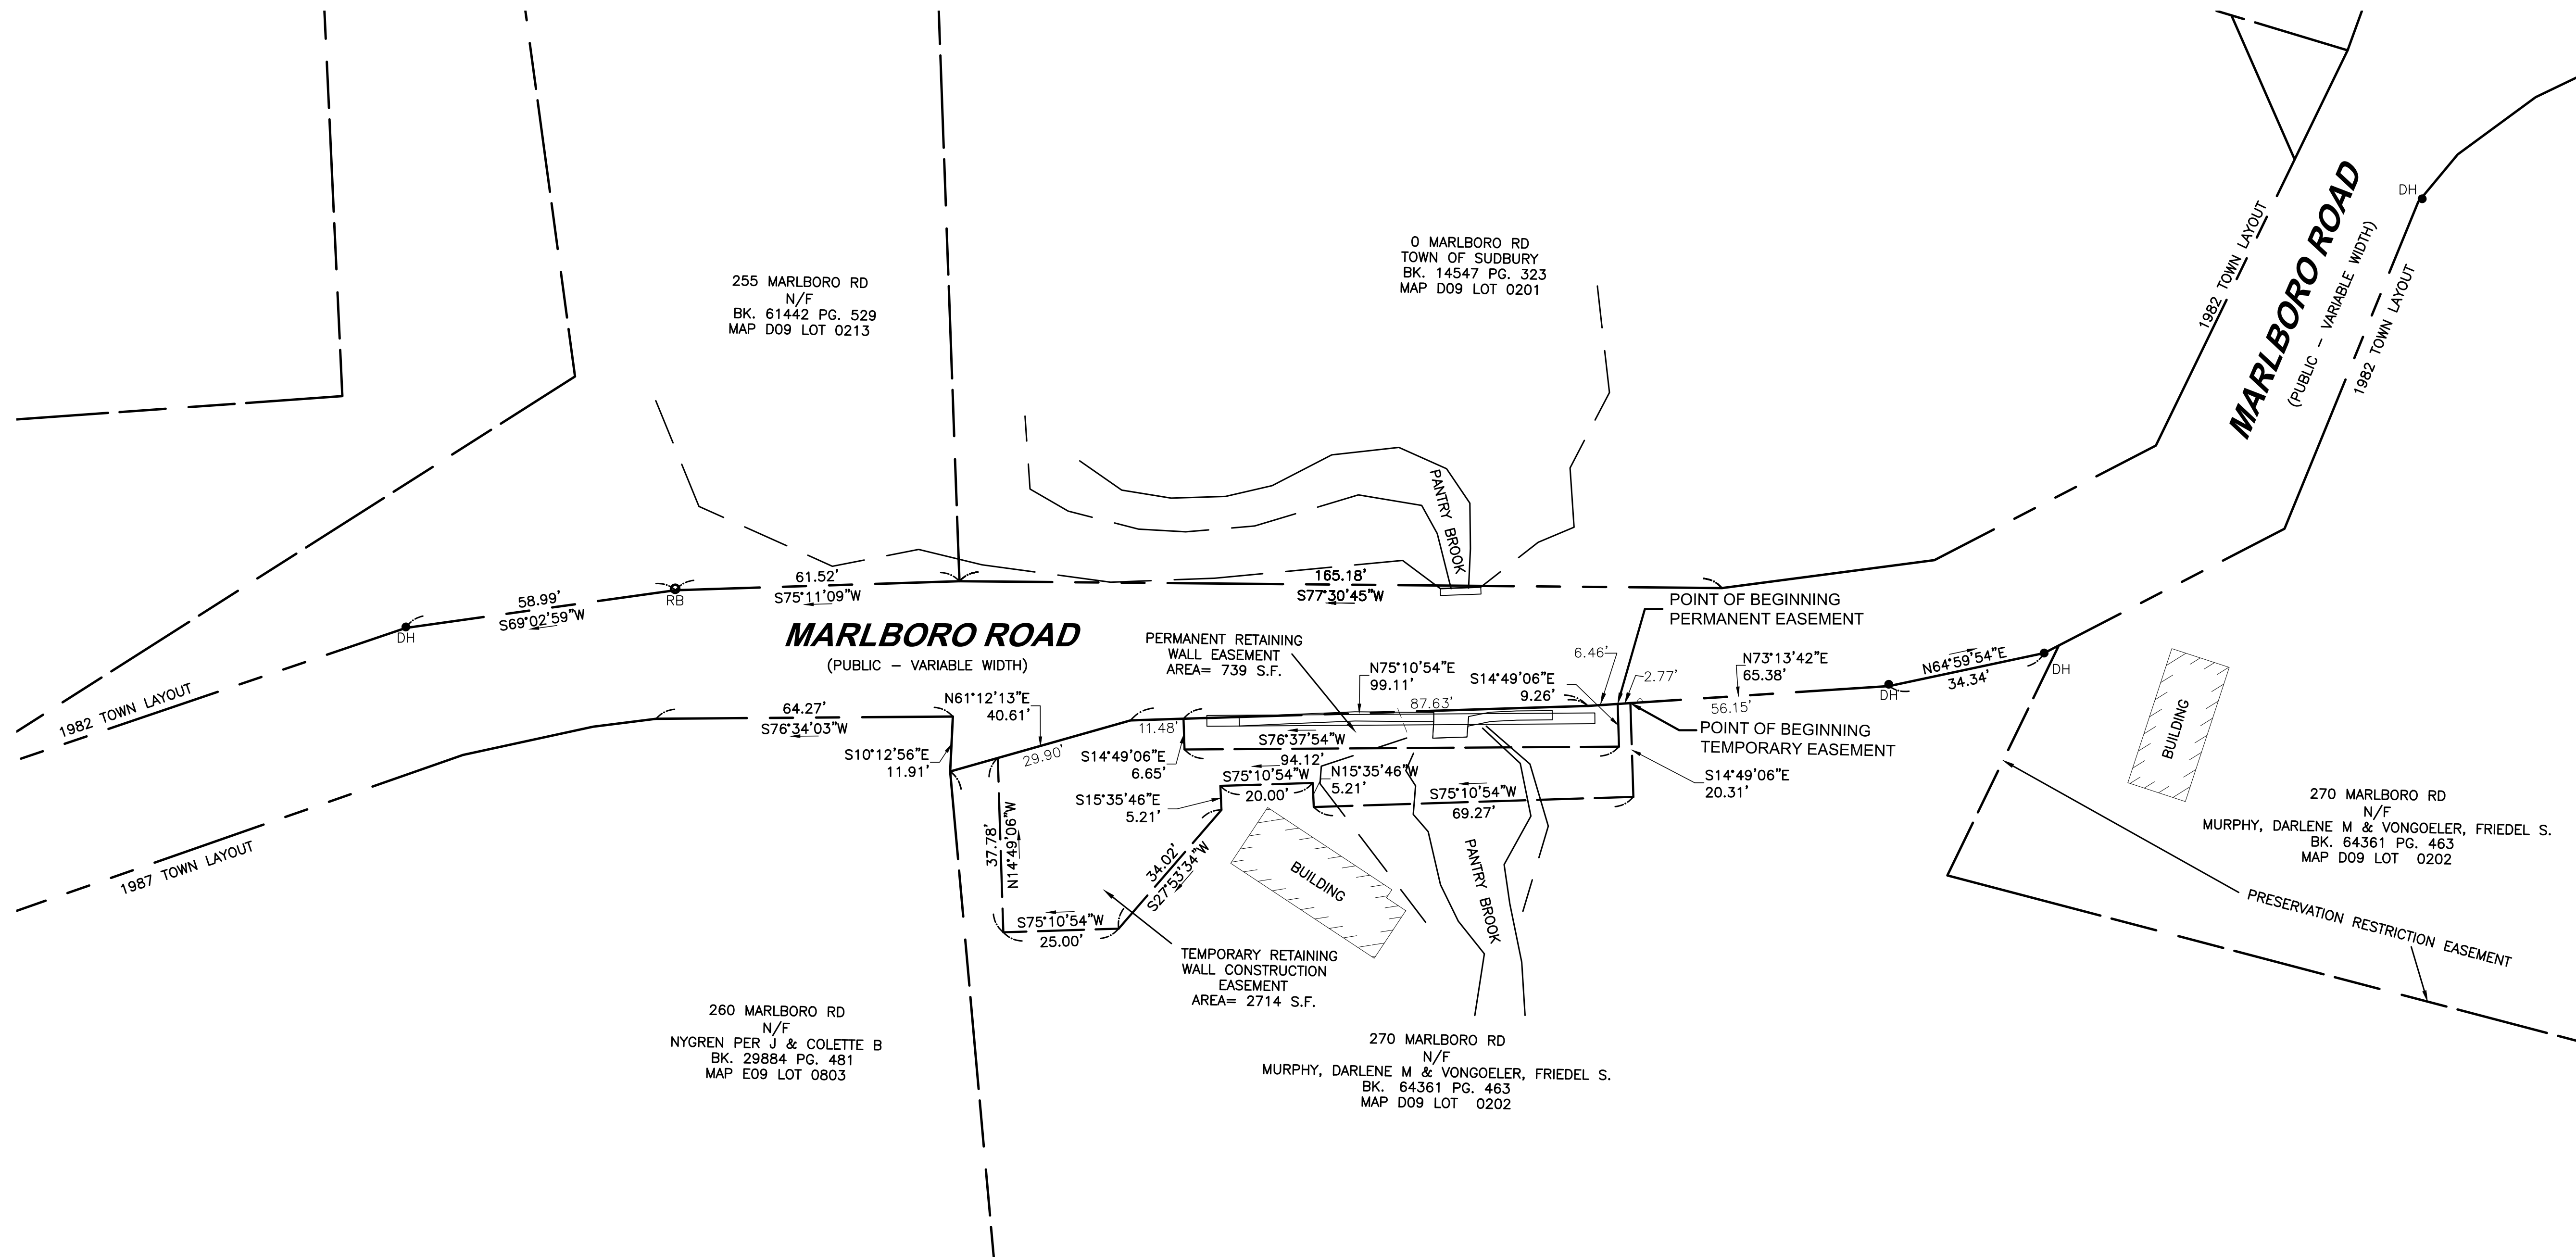 0 MARLBORO RD
TOWN OF SUDBURY
BK. 14547 PG. 323
MAP D09 LOT 0201
255 MARLBORO RD
N/F
BK. 61442 PG. 529
MAP D09 LOT 0213
DH
1982 TOWN LAYOUT
MARLBORO ROAD
(PUBLIC - VARIABLE WIDTH)
1982 TOWN LAYOUT
PANTRY BROOK
58.99'
S69°02'59"W
DH
RB
61.52'
S75°11'09"W
165.18'
S77°30'45"W
POINT OF BEGINNING
PERMANENT EASEMENT
MARLBORO ROAD
(PUBLIC - VARIABLE WIDTH)
PERMANENT RETAINING
WALL EASEMENT
AREA= 739 S.F.
N75°10'54"E
99.11'
6.46'
S14°49'06"E
9.26'
2.77'
N73°13'42"E
65.38'
N64°59'54"E
34.34'
DH
DH
56.15'
87.63'
11.48'
POINT OF BEGINNING
TEMPORARY EASEMENT
1982 TOWN LAYOUT
64.27'
S76°34'03"W
N61°12'13"E
40.61'
29.90'
S10°12'56"E
11.91'
S14°49'06"E
6.65'
S76°37'54"W
94.12'
S75°10'54"W
20.00'
N15°35'46"W
5.21'
S15°35'46"E
5.21'
S75°10'54"W
69.27'
S14°49'06"E
20.31'
1987 TOWN LAYOUT
37.78'
N14°49'06"W
34.02'
S27°53'34"W
S75°10'54"W
25.00'
BUILDING
PANTRY BROOK
BUILDING
270 MARLBORO RD
N/F
MURPHY, DARLENE M & VONGOELER, FRIEDEL S.
BK. 64361 PG. 463
MAP D09 LOT 0202
PRESERVATION RESTRICTION EASEMENT
TEMPORARY RETAINING
WALL CONSTRUCTION
EASEMENT
AREA= 2714 S.F.
260 MARLBORO RD
N/F
NYGREN PER J & COLETTE B
BK. 29884 PG. 481
MAP E09 LOT 0803
270 MARLBORO RD
N/F
MURPHY, DARLENE M & VONGOELER, FRIEDEL S.
BK. 64361 PG. 463
MAP D09 LOT 0202